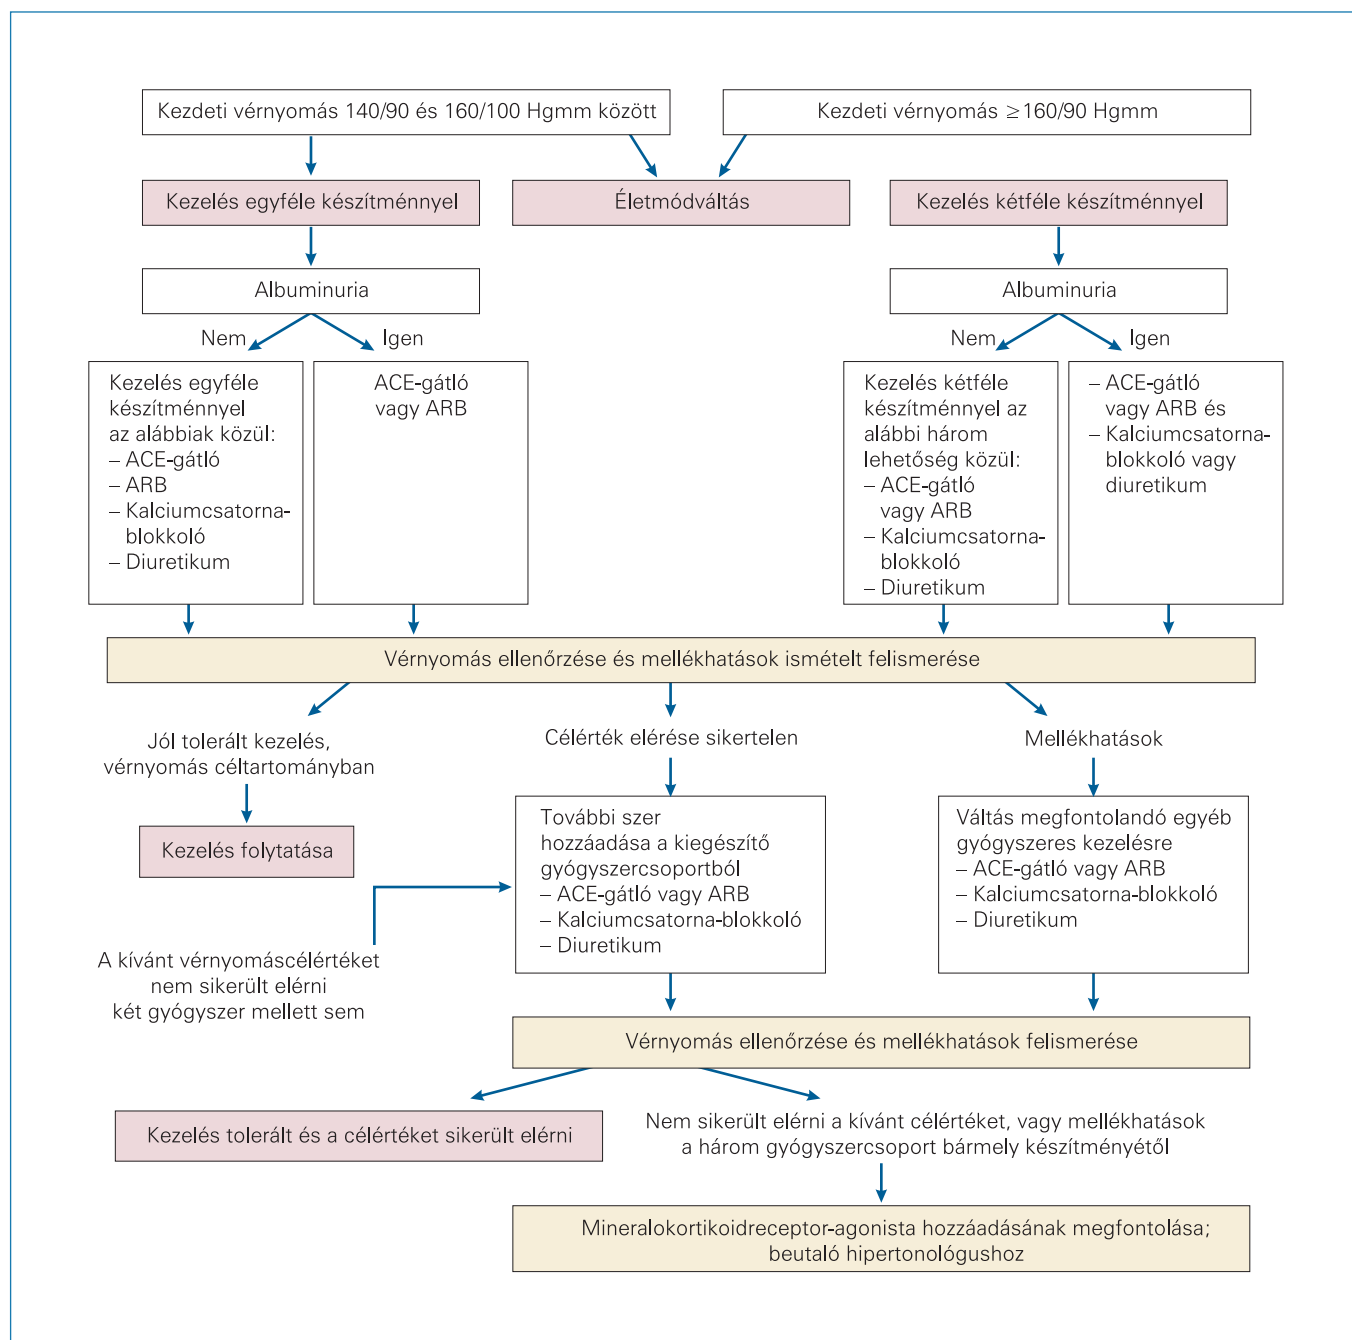 Kezdeti vérnyomás 140/90 és 160/100 Hgmm között
Kezdeti vérnyomás ≥160/90 Hgmm
Kezelés egyféle készítménnyel
Életmódváltás
Kezelés kétféle készítménnyel
Albuminuria
Albuminuria
Nem
Igen
Nem
Igen
Kezelés egyféle
készítménnyel
az alábbiak közül:
– ACE-gátló
– ARB
– Kalciumcsatorna-
blokkoló
– Diuretikum
ACE-gátló
vagy ARB
Kezelés kétféle
készítménnyel az
alábbi három
lehetőség közül:
– ACE-gátló
vagy ARB
– Kalciumcsatorna-
blokkoló
– Diuretikum
– ACE-gátló
vagy ARB és
– Kalciumcsatorna-
blokkoló vagy
diuretikum
Vérnyomás ellenőrzése és mellékhatások ismételt felismerése
Jól tolerált kezelés,
vérnyomás céltartományban
Célérték elérése sikertelen
Mellékhatások
Kezelés folytatása
További szer
hozzáadása a kiegészítő
gyógyszercsoportból
– ACE-gátló vagy ARB
– Kalciumcsatorna-blokkoló
– Diuretikum
Váltás megfontolandó egyéb
gyógyszeres kezelésre
– ACE-gátló vagy ARB
– Kalciumcsatorna-blokkoló
– Diuretikum
A kívánt vérnyomáscélértéket
nem sikerült elérni
két gyógyszer mellett sem
Vérnyomás ellenőrzése és mellékhatások felismerése
Kezelés tolerált és a célértéket sikerült elérni
Nem sikerült elérni a kívánt célértéket, vagy mellékhatások
a három gyógyszercsoport bármely készítményétől
Mineralokortikoidreceptor-agonista hozzáadásának megfontolása;
beutaló hipertonológushoz